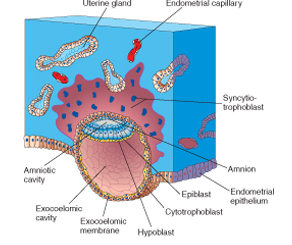 Uterine gland
Endometrial capillary
Syncytio-
trophoblast
Amnion
Amniotic
cavity
Epiblast
Endometrial
epithelium
Exocoelomic
cavity
Cytotrophoblast
Exocoelomic
membrane
Hypoblast